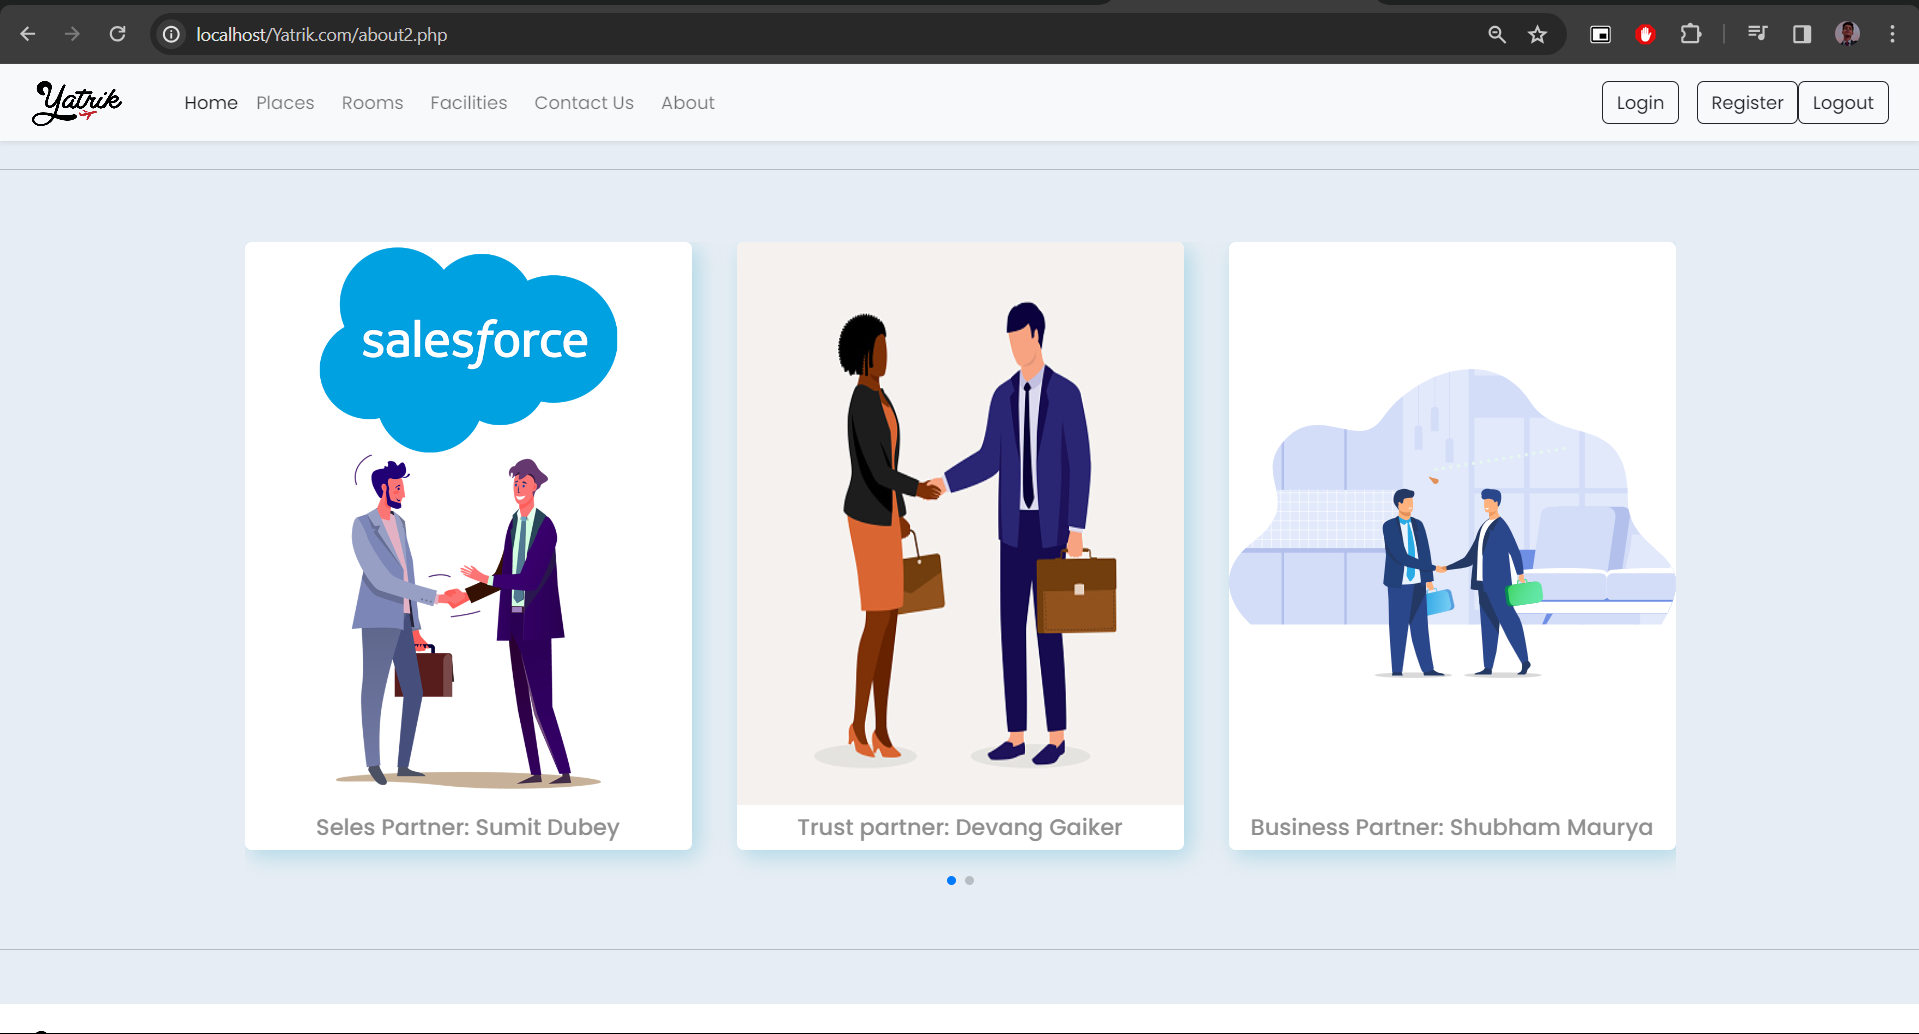 localhost/Yatrik.com/about2.php
Yatrik
Home Places Rooms Facilities Contact Us About
Login Register Logout
salesforce
Seles Partner: Sumit Dubey
Trust partner: Devang Gaiker
Business Partner: Shubham Maurya